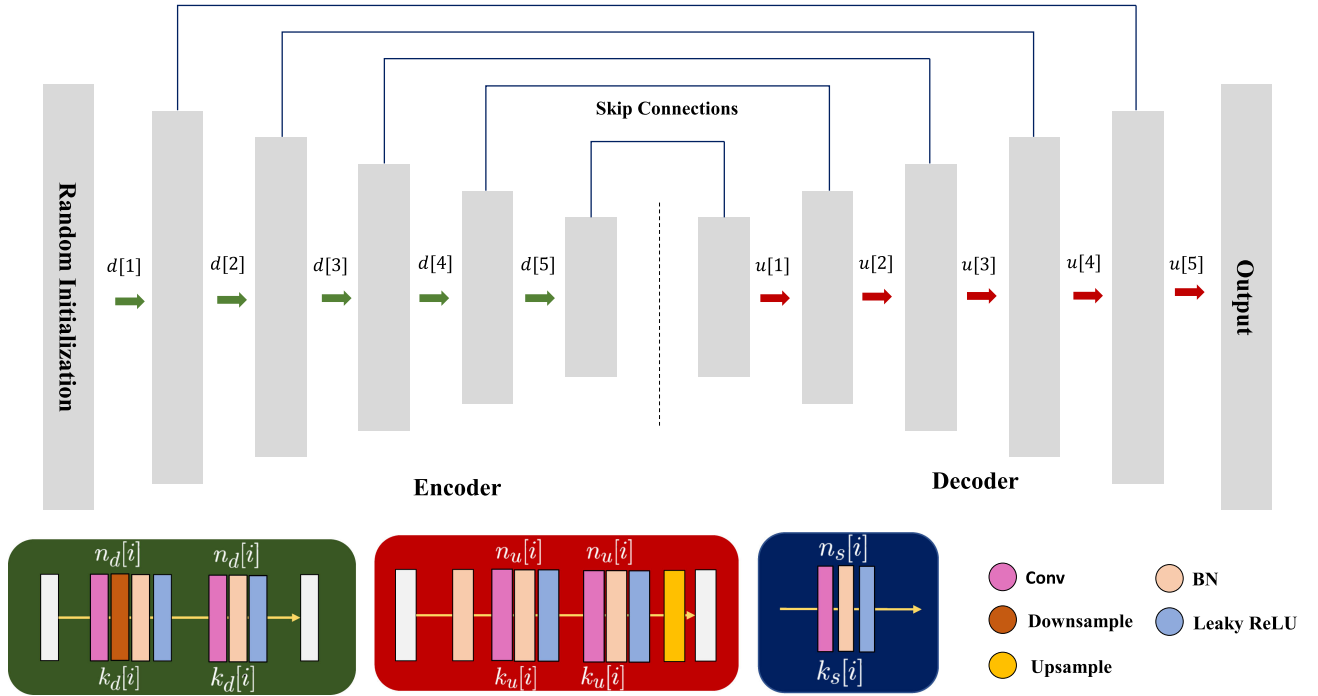 Skip Connections
Random Initialization
d[1]
d[2]
d[3]
d[4]
d[5]
u[1]
u[2]
u[3]
u[4]
u[5]
Output
Encoder
Decoder
n_d[i]
n_d[i]
k_d[i]
k_d[i]
n_u[i]
n_u[i]
k_u[i]
k_u[i]
n_s[i]
k_s[i]
Conv
BN
Downsample
Leaky ReLU
Upsample